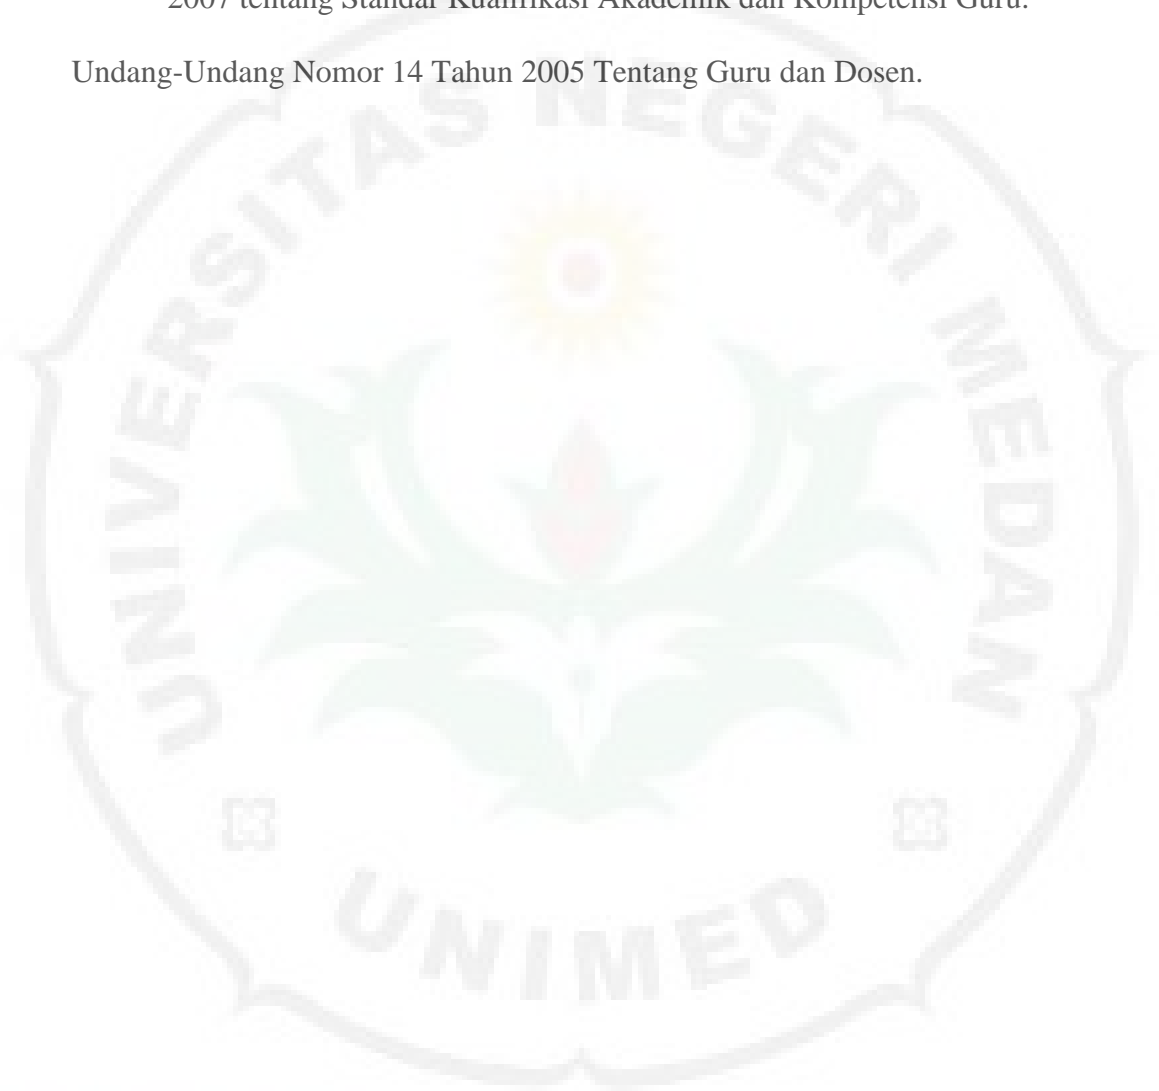 2007 tentang Standar Kualifikasi Akademik dan Kompetensi Guru.
Undang-Undang Nomor 14 Tahun 2005 Tentang Guru dan Dosen.
UNIVERSITAS NEGERI MEDAN
UNIMED